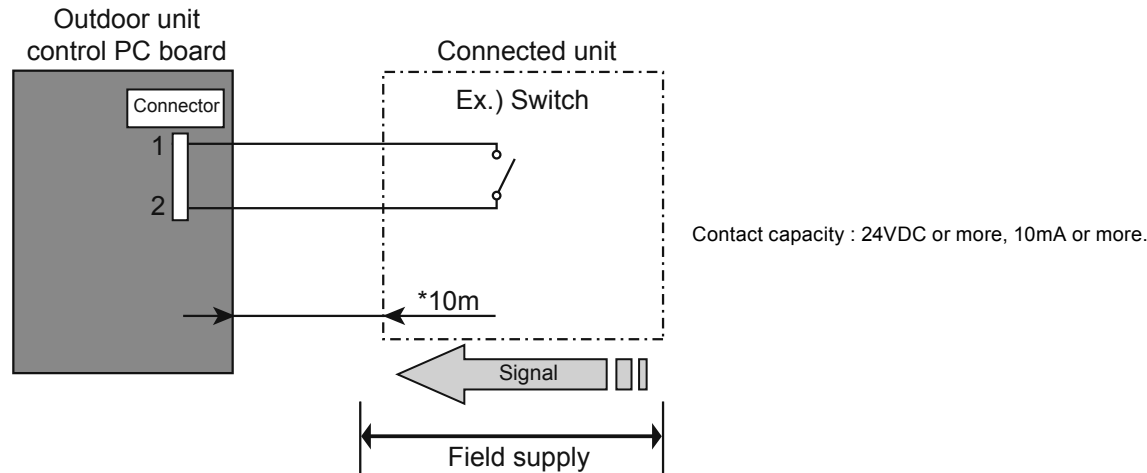 Outdoor unit
control PC board
Connected unit
Connector
Ex.) Switch
1
2
Contact capacity : 24VDC or more, 10mA or more.
*10m
Signal
Field supply